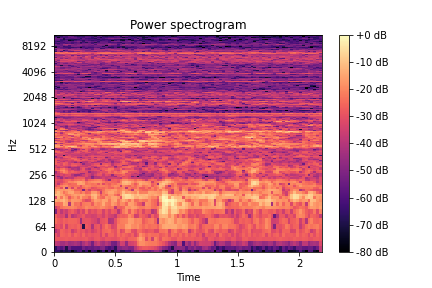 Power spectrogram
8192
4096
2048
1024
512
256
128
64
0
Hz
0
0.5
1
1.5
2
Time
+0 dB
-10 dB
-20 dB
-30 dB
-40 dB
-50 dB
-60 dB
-70 dB
-80 dB